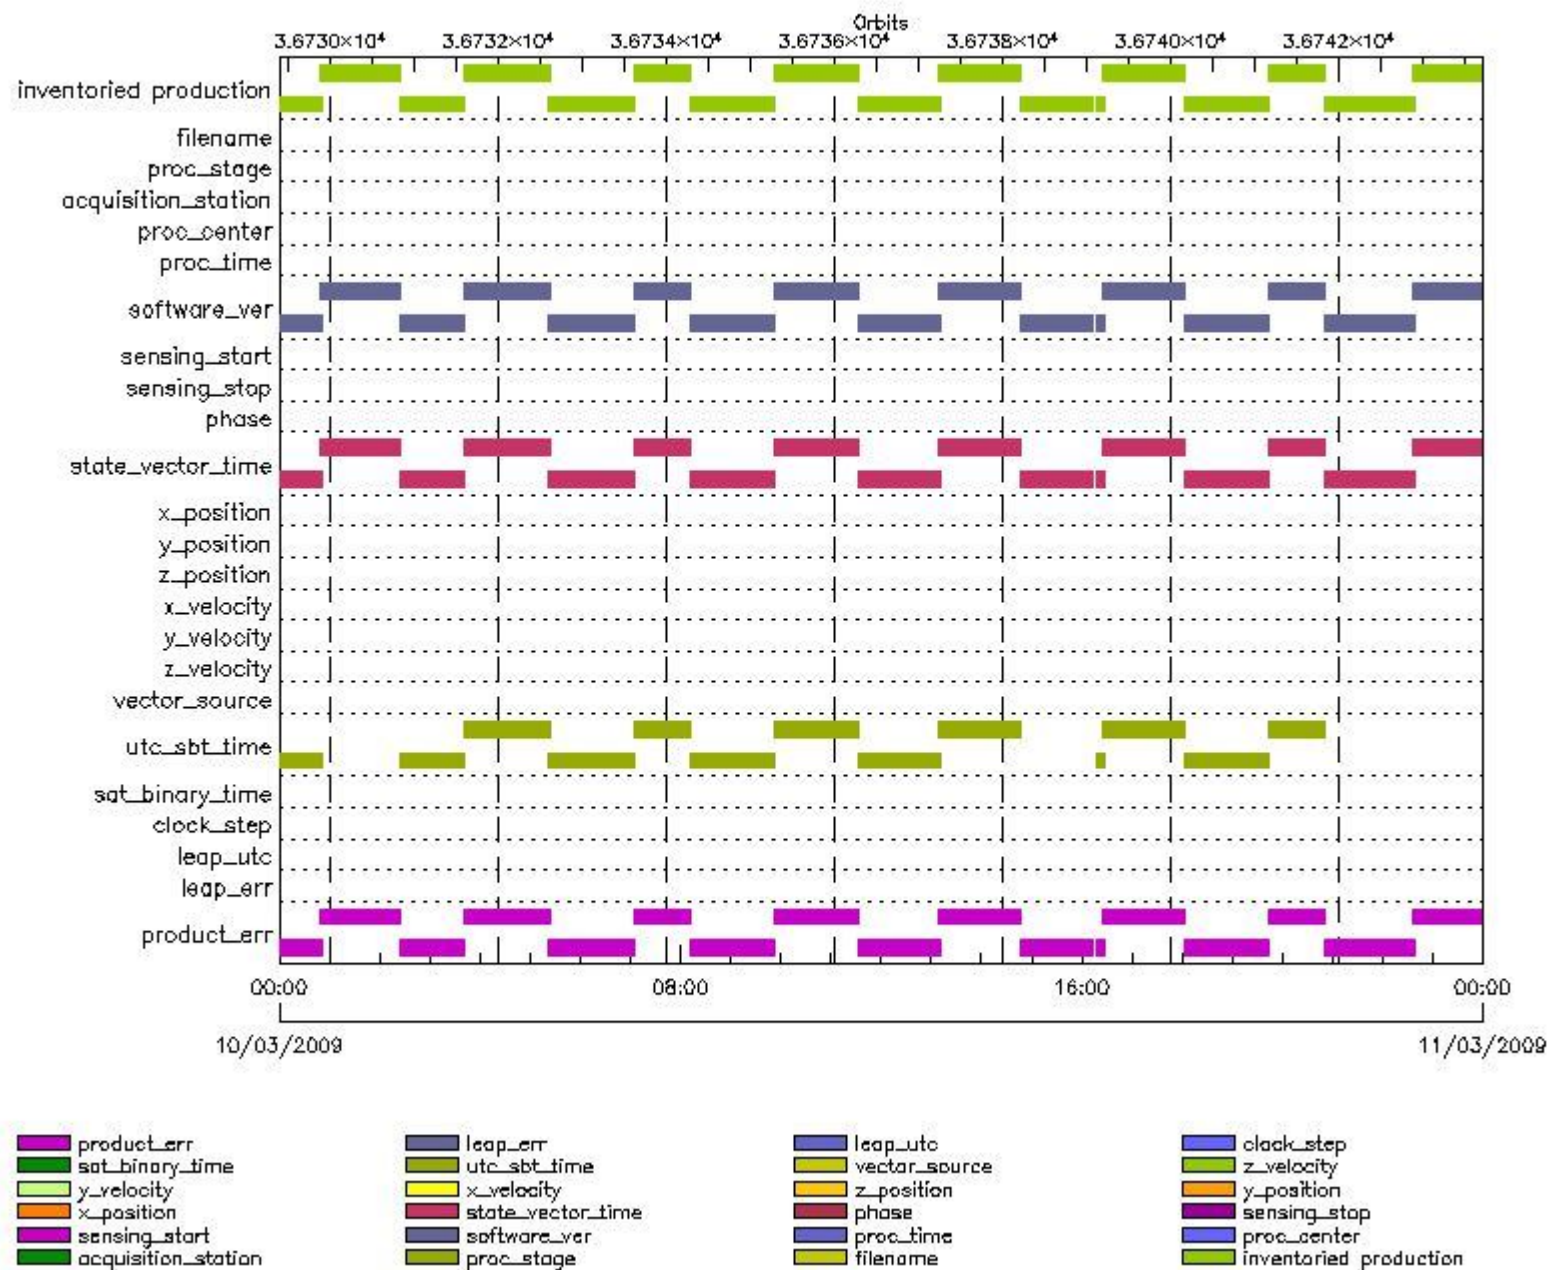 Orbits
3.6730×10⁴ 3.6732×10⁴ 3.6734×10⁴ 3.6736×10⁴ 3.6738×10⁴ 3.6740×10⁴ 3.6742×10⁴
inventoried production
filename
proc_stage
acquisition_station
proc_center
proc_time
software_ver
sensing_start
sensing_stop
phase
state_vector_time
x_position
y_position
z_position
x_velocity
y_velocity
z_velocity
vector_source
utc_sbt_time
sat_binary_time
clock_step
leap_utc
leap_err
product_err
00:00 08:00 16:00 00:00
10/03/2009 11/03/2009
product_err leap_err leap_utc clock_step
sat_binary_time utc_sbt_time vector_source z_velocity
y_velocity x_velocity z_position y_position
x_position state_vector_time phase sensing_stop
sensing_start software_ver proc_time proc_center
acquisition_station proc_stage filename inventoried production